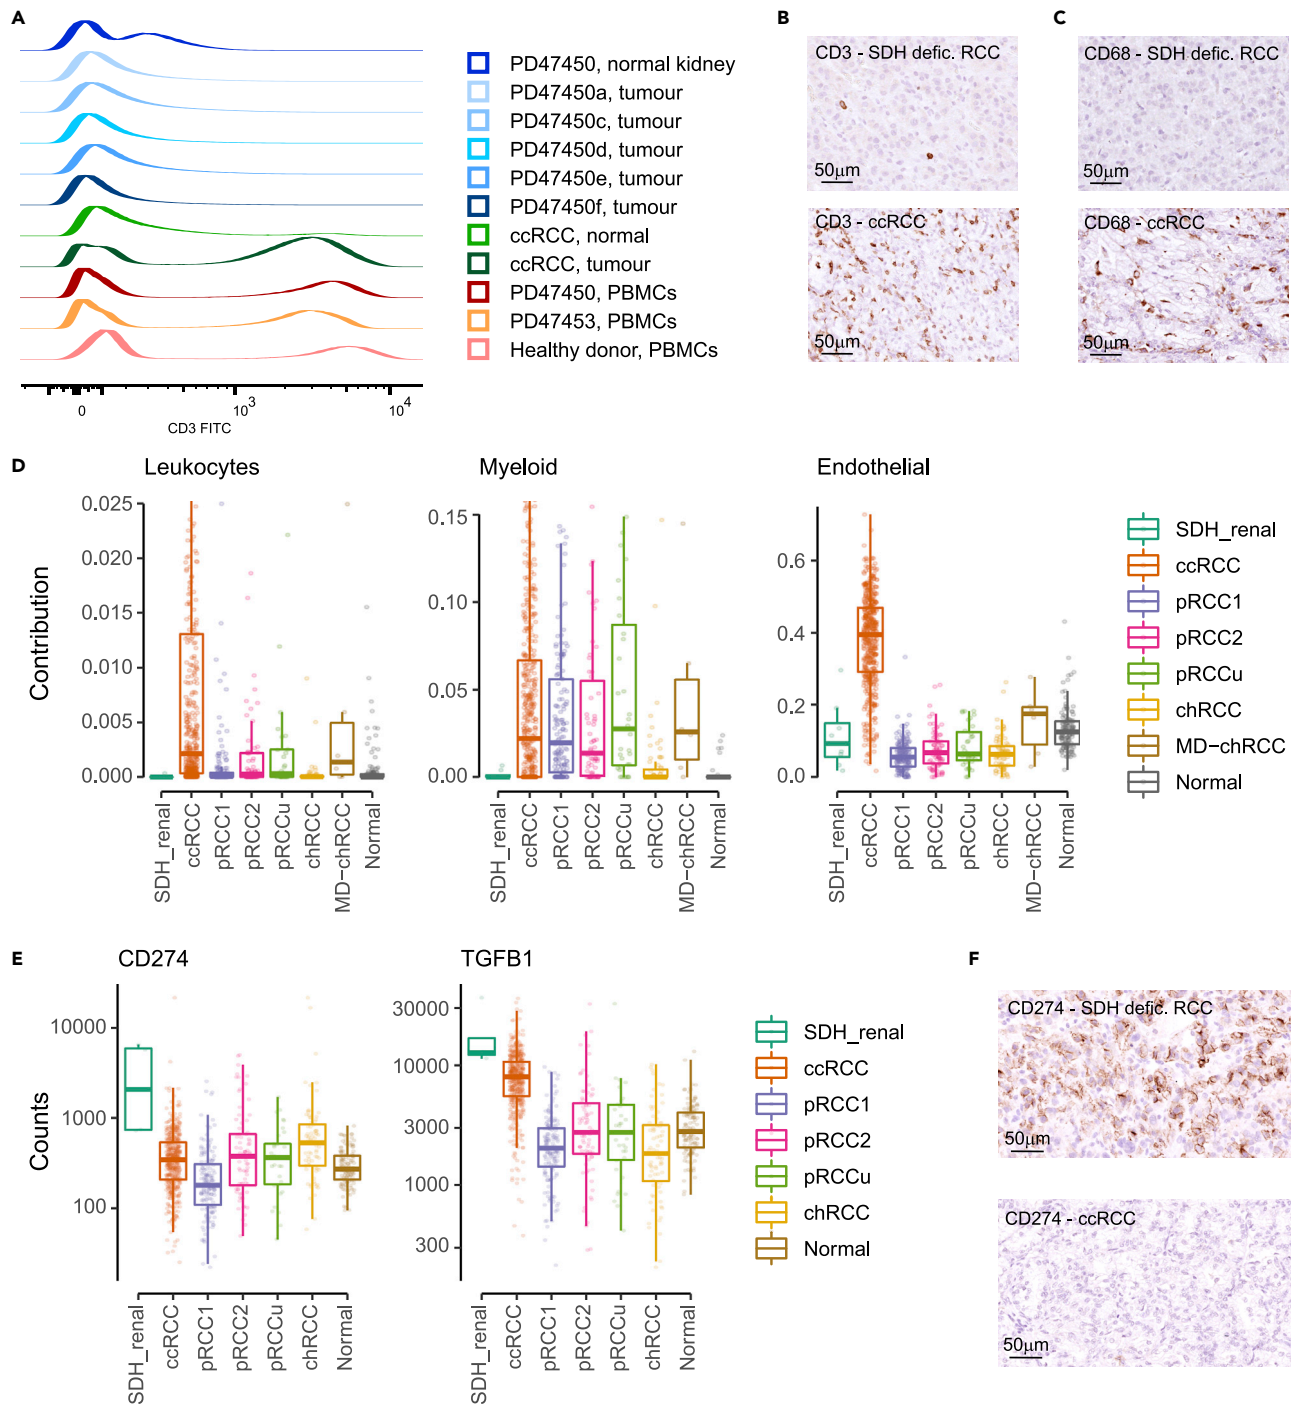 A
PD47450, normal kidney
PD47450a, tumour
PD47450c, tumour
PD47450d, tumour
PD47450e, tumour
PD47450f, tumour
ccRCC, normal
ccRCC, tumour
PD47450, PBMCs
PD47453, PBMCs
Healthy donor, PBMCs
0
10³
10⁴
CD3 FITC
B
CD3 - SDH defic. RCC
50µm
CD3 - ccRCC
50µm
C
CD68 - SDH defic. RCC
50µm
CD68 - ccRCC
50µm
D
Leukocytes
Contribution
0.025
0.020
0.015
0.010
0.005
0.000
SDH_renal
ccRCC
pRCC1
pRCC2
pRCCu
chRCC
MD−chRCC
Normal
Myeloid
0.15
0.10
0.05
0.00
SDH_renal
ccRCC
pRCC1
pRCC2
pRCCu
chRCC
MD−chRCC
Normal
Endothelial
0.6
0.4
0.2
0.0
SDH_renal
ccRCC
pRCC1
pRCC2
pRCCu
chRCC
MD−chRCC
Normal
SDH_renal
ccRCC
pRCC1
pRCC2
pRCCu
chRCC
MD−chRCC
Normal
E
CD274
Counts
10000
1000
100
SDH_renal
ccRCC
pRCC1
pRCC2
pRCCu
chRCC
Normal
TGFB1
30000
10000
3000
1000
300
SDH_renal
ccRCC
pRCC1
pRCC2
pRCCu
chRCC
Normal
SDH_renal
ccRCC
pRCC1
pRCC2
pRCCu
chRCC
Normal
F
CD274 - SDH defic. RCC
50µm
CD274 - ccRCC
50µm